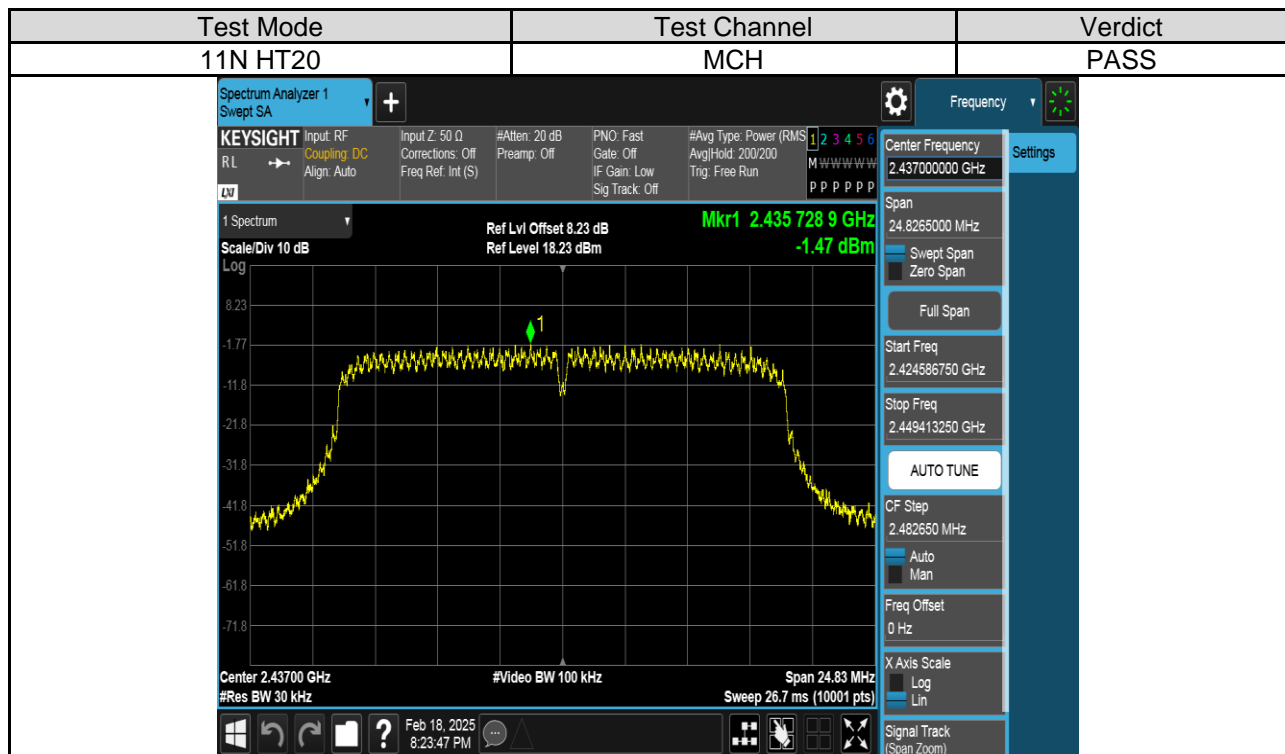 Test Mode Test Channel Verdict
11N HT20 MCH PASS
Spectrum Analyzer 1
Swept SA
Frequency
KEYSIGHT
R L
LXI
Input: RF
Coupling: DC
Align: Auto
Input Z: 50 Ω
Corrections: Off
Freq Ref: Int (S)
#Atten: 20 dB
Preamp: Off
PNO: Fast
Gate: Off
IF Gain: Low
Sig Track: Off
#Avg Type: Power (RMS
Avg|Hold: 200/200
Trig: Free Run
1 2 3 4 5 6
M W W W W W
P P P P P P
1 Spectrum
Scale/Div 10 dB
Log
Ref Lvl Offset 8.23 dB
Ref Level 18.23 dBm
Mkr1 2.435 728 9 GHz
-1.47 dBm
1
8.23
-1.77
-11.8
-21.8
-31.8
-41.8
-51.8
-61.8
-71.8
Center 2.43700 GHz
#Res BW 30 kHz
#Video BW 100 kHz
Span 24.83 MHz
Sweep 26.7 ms (10001 pts)
Feb 18, 2025
8:23:47 PM
Center Frequency
2.437000000 GHz
Settings
Span
24.8265000 MHz
Swept Span
Zero Span
Full Span
Start Freq
2.424586750 GHz
Stop Freq
2.449413250 GHz
AUTO TUNE
CF Step
2.482650 MHz
Auto
Man
Freq Offset
0 Hz
X Axis Scale
Log
Lin
Signal Track
(Span Zoom)